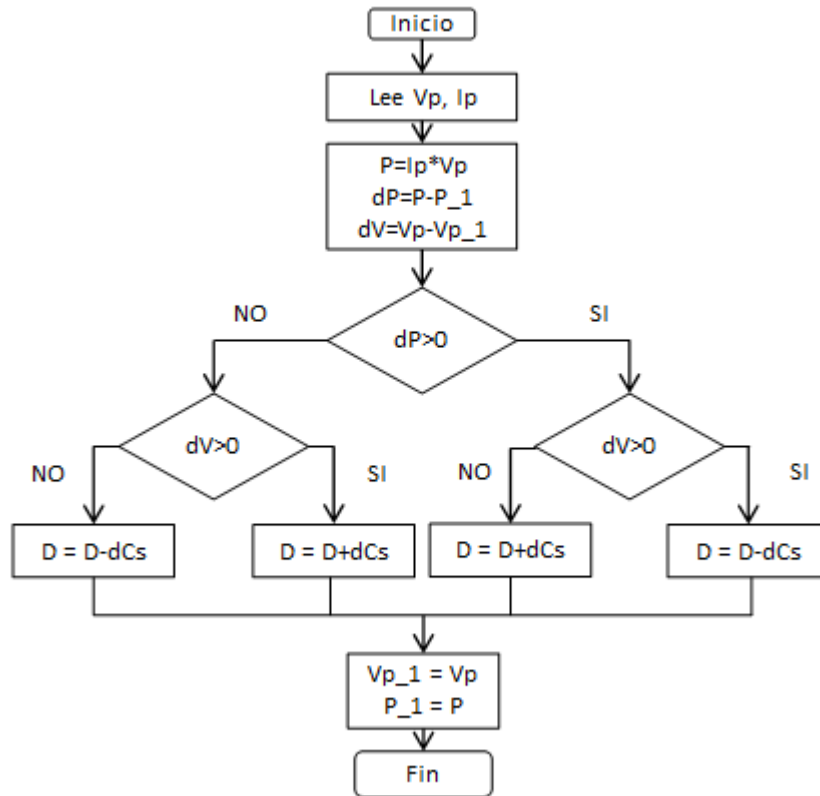 Inicio
Lee Vp, Ip
P=Ip*Vp
dP=P-P_1
dV=Vp-Vp_1
NO
SI
dP>0
dV>0
dV>0
NO
SI
NO
SI
D = D-dCs
D = D+dCs
D = D+dCs
D = D-dCs
Vp_1 = Vp
P_1 = P
Fin